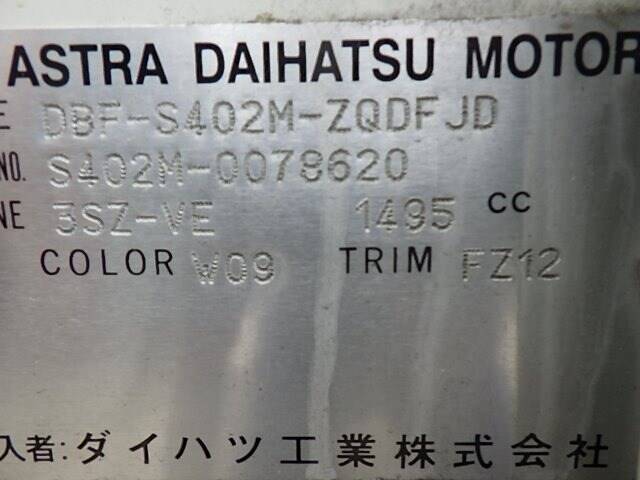 ASTRA DAIHATSU MOTOR
E DBF-S402M-ZQDFJD
NO. S402M-0078620
NE 3SZ-VE 1495 CC
COLOR W09 TRIM FZ12
入者:ダイハツ工業株式会社